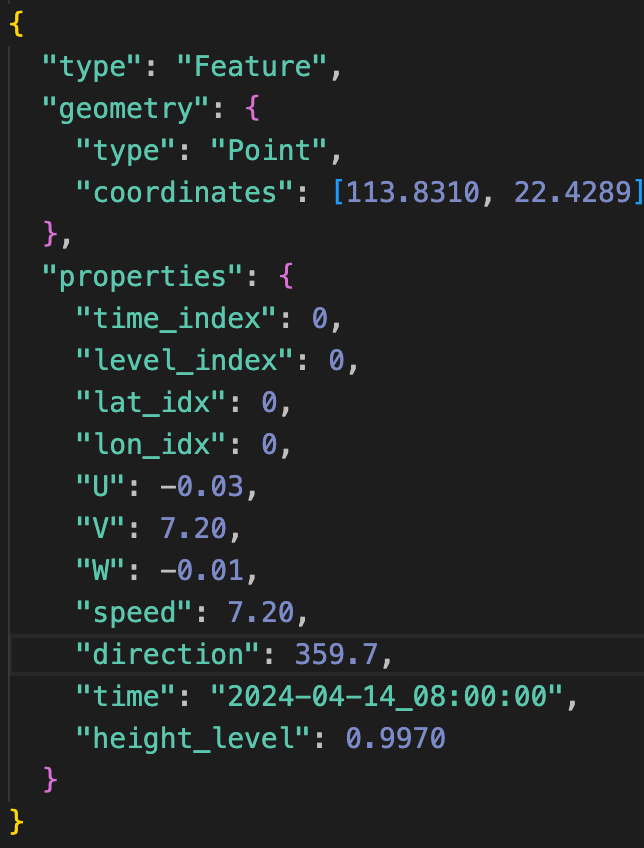 {
"type": "Feature",
"geometry": {
"type": "Point",
"coordinates": [113.8310, 22.4289]
},
"properties": {
"time_index": 0,
"level_index": 0,
"lat_idx": 0,
"lon_idx": 0,
"U": -0.03,
"V": 7.20,
"W": -0.01,
"speed": 7.20,
"direction": 359.7,
"time": "2024-04-14_08:00:00",
"height_level": 0.9970
}
}